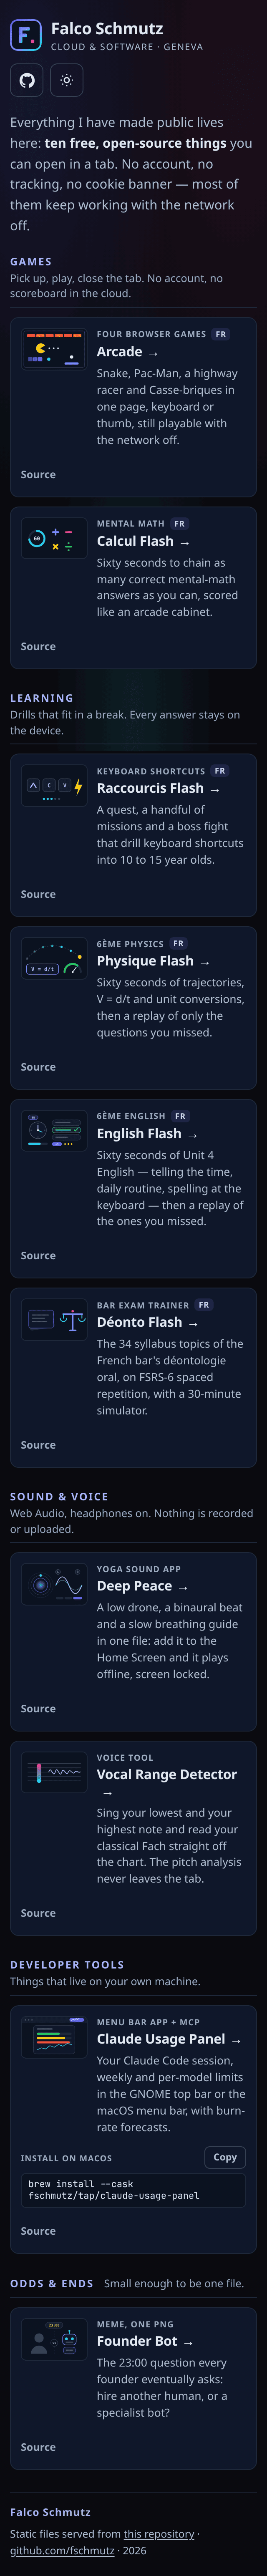 F.
Falco Schmutz
CLOUD & SOFTWARE · GENEVA
Everything I have made public lives
here: ten free, open-source things you
can open in a tab. No account, no
tracking, no cookie banner — most of
them keep working with the network
off.
GAMES
Pick up, play, close the tab. No account, no
scoreboard in the cloud.
FOUR BROWSER GAMES FR
Arcade →
Snake, Pac-Man, a highway
racer and Casse-briques in
one page, keyboard or
thumb, still playable with
the network off.
Source
60
MENTAL MATH FR
Calcul Flash →
Sixty seconds to chain as
many correct mental-math
answers as you can, scored
like an arcade cabinet.
Source
LEARNING
Drills that fit in a break. Every answer stays on
the device.
C V
KEYBOARD SHORTCUTS FR
Raccourcis Flash →
A quest, a handful of
missions and a boss fight
that drill keyboard shortcuts
into 10 to 15 year olds.
Source
V = d/t
6ÈME PHYSICS FR
Physique Flash →
Sixty seconds of trajectories,
V = d/t and unit conversions,
then a replay of only the
questions you missed.
Source
6ÈME ENGLISH FR
English Flash →
Sixty seconds of Unit 4
English — telling the time,
daily routine, spelling at the
keyboard — then a replay of
the ones you missed.
Source
BAR EXAM TRAINER FR
Déonto Flash →
The 34 syllabus topics of the
French bar's déontologie
oral, on FSRS-6 spaced
repetition, with a 30-minute
simulator.
Source
SOUND & VOICE
Web Audio, headphones on. Nothing is recorded
or uploaded.
YOGA SOUND APP
Deep Peace →
A low drone, a binaural beat
and a slow breathing guide
in one file: add it to the
Home Screen and it plays
offline, screen locked.
Source
VOICE TOOL
Vocal Range Detector
→
Sing your lowest and your
highest note and read your
classical Fach straight off
the chart. The pitch analysis
never leaves the tab.
Source
DEVELOPER TOOLS
Things that live on your own machine.
MENU BAR APP + MCP
Claude Usage Panel →
Your Claude Code session,
weekly and per-model limits
in the GNOME top bar or the
macOS menu bar, with burn-
rate forecasts.
INSTALL ON MACOS Copy
brew install --cask
fschmutz/tap/claude-usage-panel
Source
ODDS & ENDS Small enough to be one file.
23:00
MEME, ONE PNG
Founder Bot →
The 23:00 question every
founder eventually asks:
hire another human, or a
specialist bot?
Source
Falco Schmutz
Static files served from this repository ·
github.com/fschmutz · 2026